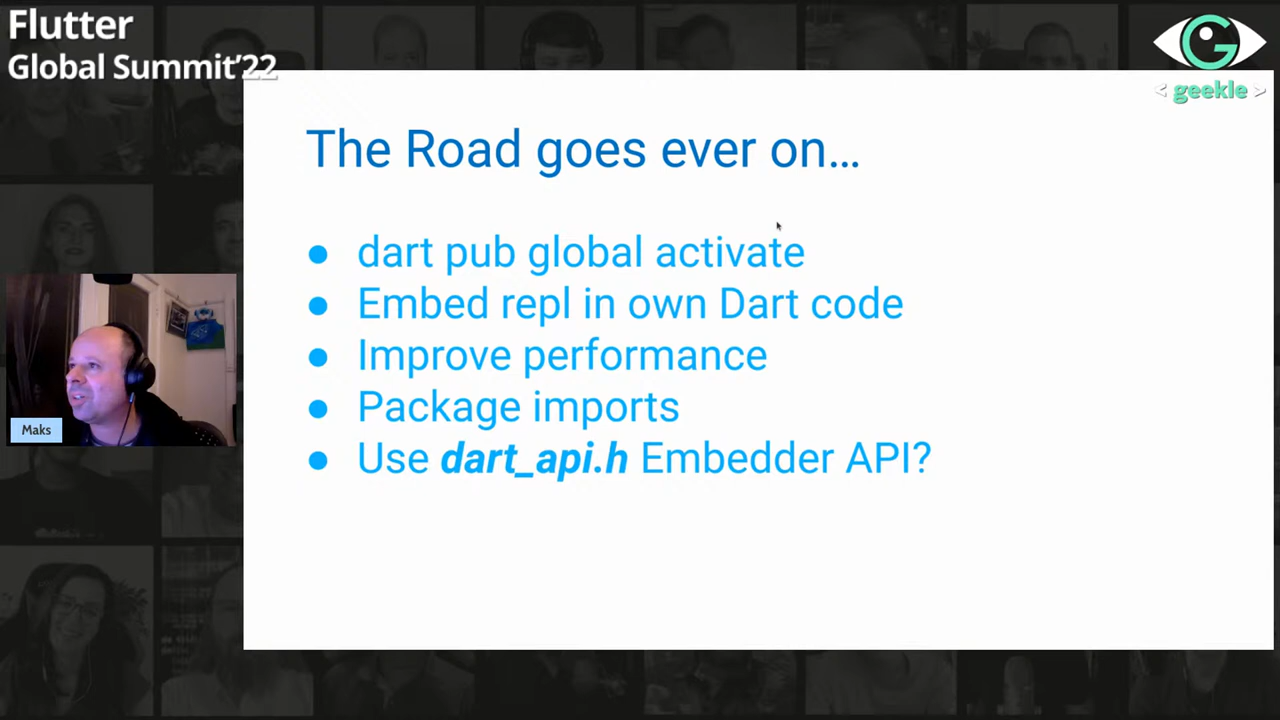 Flutter
Global Summit'22
G
< geekle >
The Road goes ever on…
● dart pub global activate
● Embed repl in own Dart code
● Improve performance
● Package imports
● Use dart_api.h Embedder API?
Maks